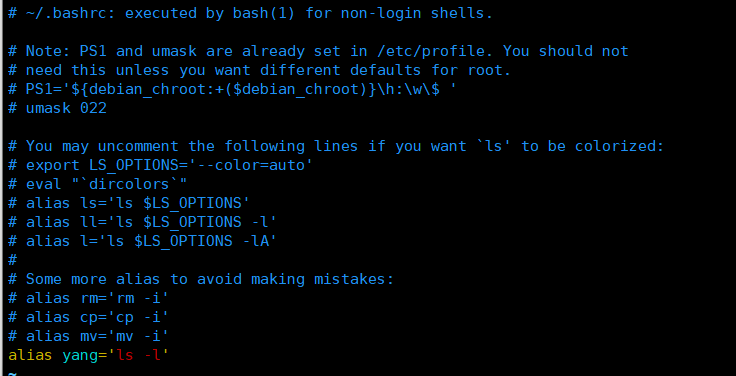 # ~/.bashrc: executed by bash(1) for non-login shells.
# Note: PS1 and umask are already set in /etc/profile. You should not
# need this unless you want different defaults for root.
# PS1='${debian_chroot:+($debian_chroot)}\h:\w\$ '
# umask 022
# You may uncomment the following lines if you want `ls' to be colorized:
# export LS_OPTIONS='--color=auto'
# eval "`dircolors`"
# alias ls='ls $LS_OPTIONS'
# alias ll='ls $LS_OPTIONS -l'
# alias l='ls $LS_OPTIONS -lA'
#
# Some more alias to avoid making mistakes:
# alias rm='rm -i'
# alias cp='cp -i'
# alias mv='mv -i'
alias yang='ls -l'
~